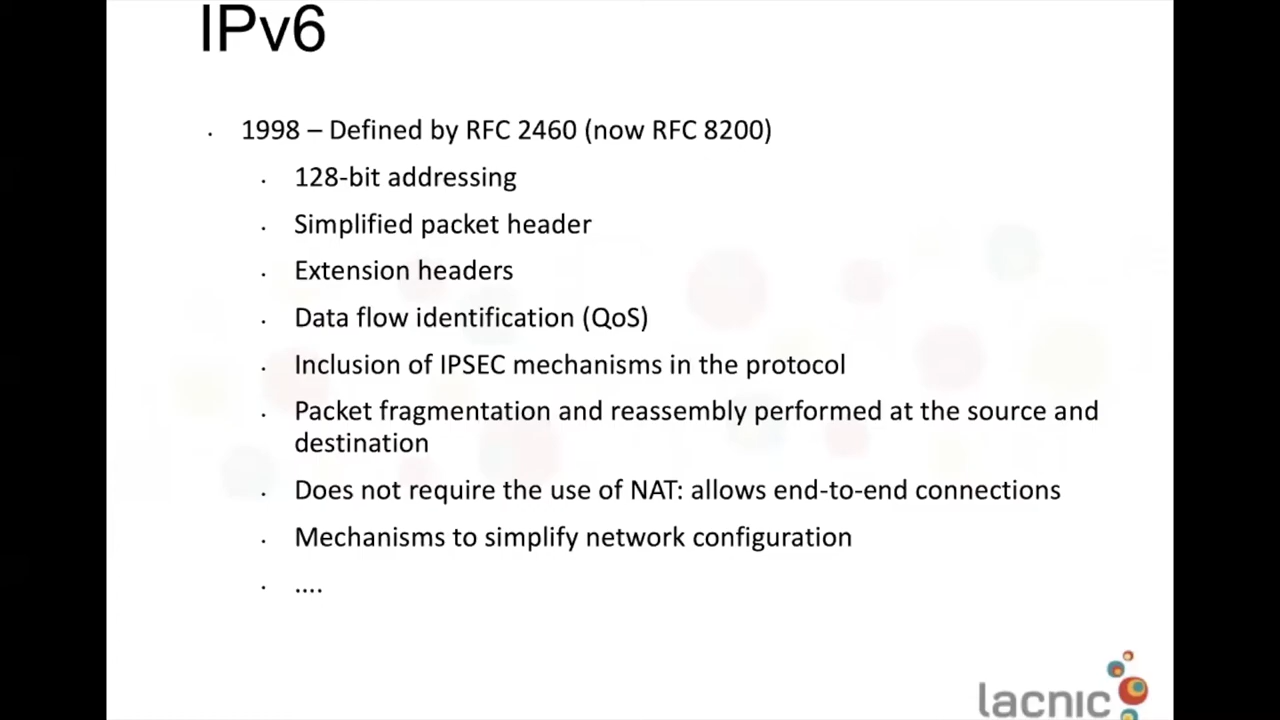 IPv6
· 1998 – Defined by RFC 2460 (now RFC 8200)
· 128-bit addressing
· Simplified packet header
· Extension headers
· Data flow identification (QoS)
· Inclusion of IPSEC mechanisms in the protocol
· Packet fragmentation and reassembly performed at the source and
destination
· Does not require the use of NAT: allows end-to-end connections
· Mechanisms to simplify network configuration
· ....
lacnic